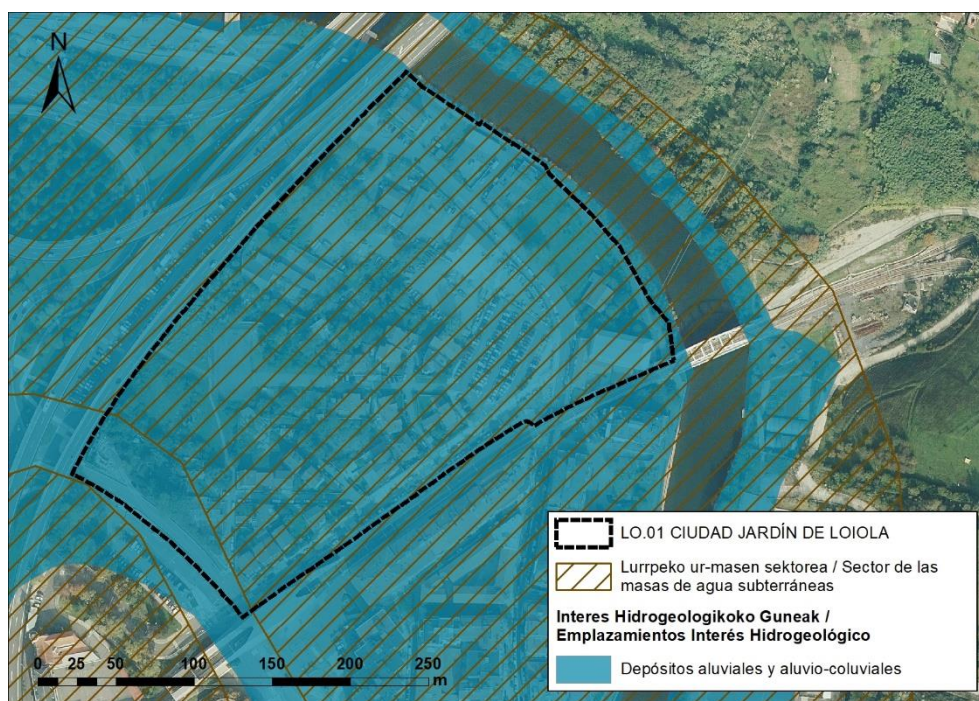 N
LO.01 CIUDAD JARDÍN DE LOIOLA
Lurrpeko ur-masen sektorea / Sector de las
masas de agua subterráneas
Interes Hidrogeologikoko Guneak /
Emplazamientos Interés Hidrogeológico
Depósitos aluviales y aluvio-coluviales
0 25 50 100 150 200 250
m